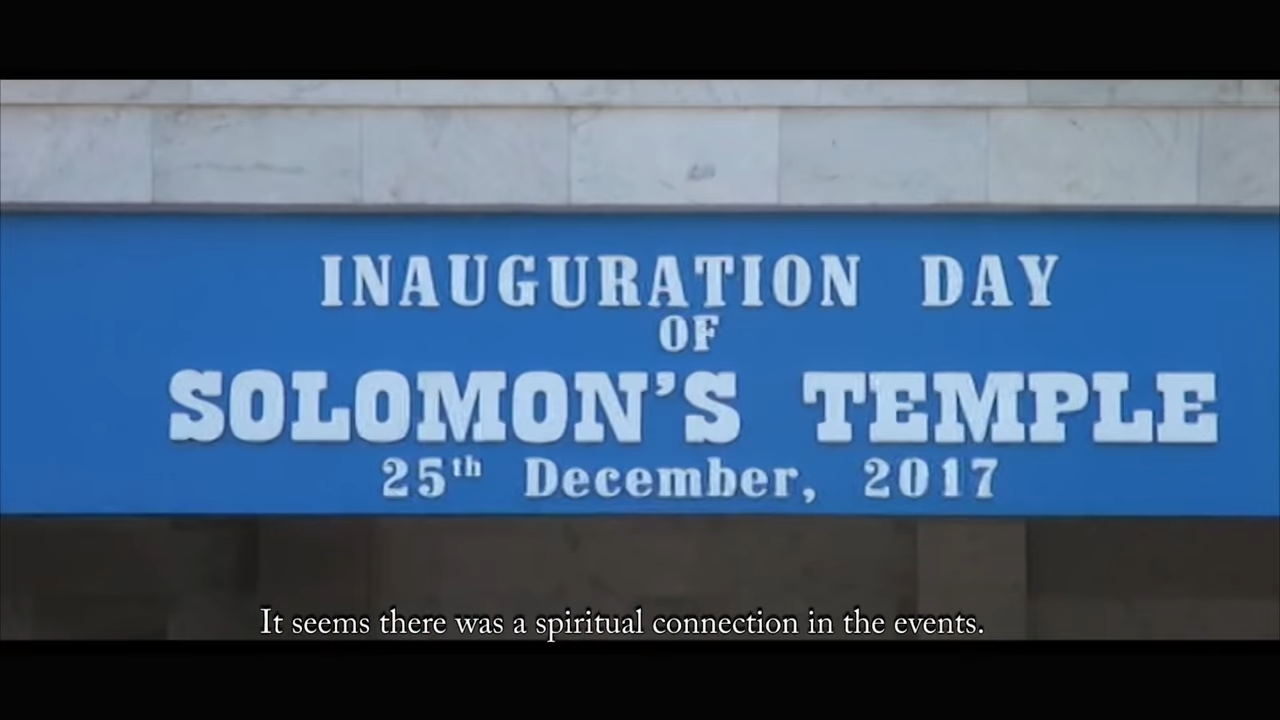 INAUGURATION DAY
OF
SOLOMON'S TEMPLE
25th December, 2017
It seems there was a spiritual connection in the events.